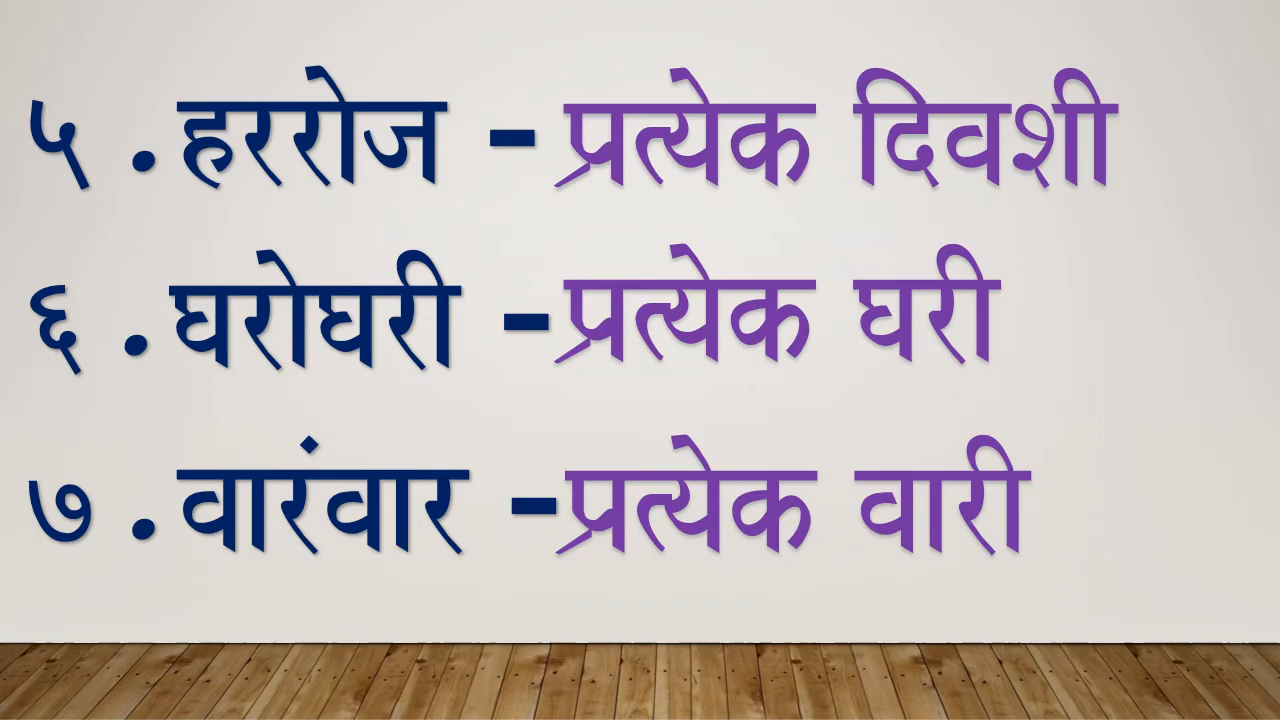 ५ . हररोज - प्रत्येक दिवशी
६ . घरोघरी - प्रत्येक घरी
७ . वारंवार - प्रत्येक वारी